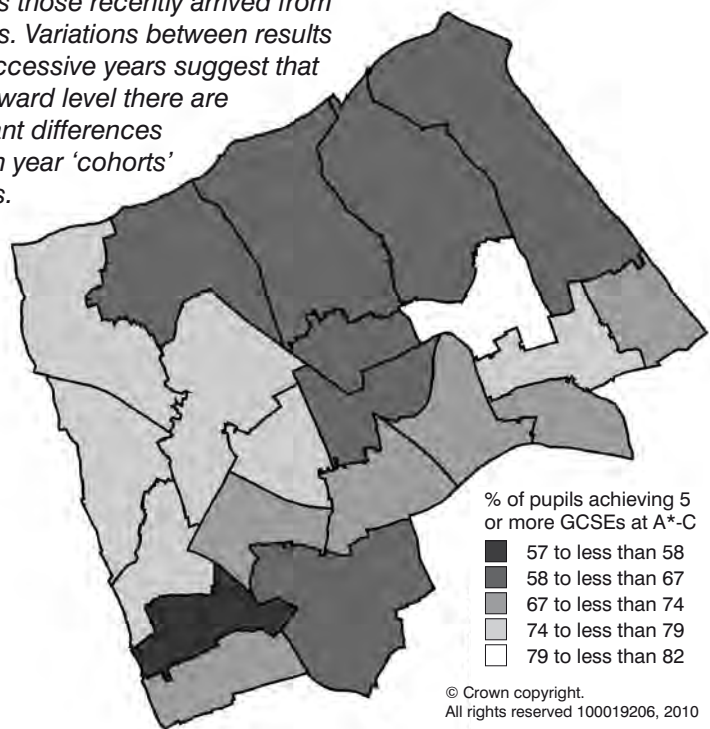 s those recently arrived from
s. Variations between results
ccessive years suggest that
ward level there are
ant differences
n year ‘cohorts’
s.
% of pupils achieving 5
or more GCSEs at A*-C
57 to less than 58
58 to less than 67
67 to less than 74
74 to less than 79
79 to less than 82
© Crown copyright.
All rights reserved 100019206, 2010